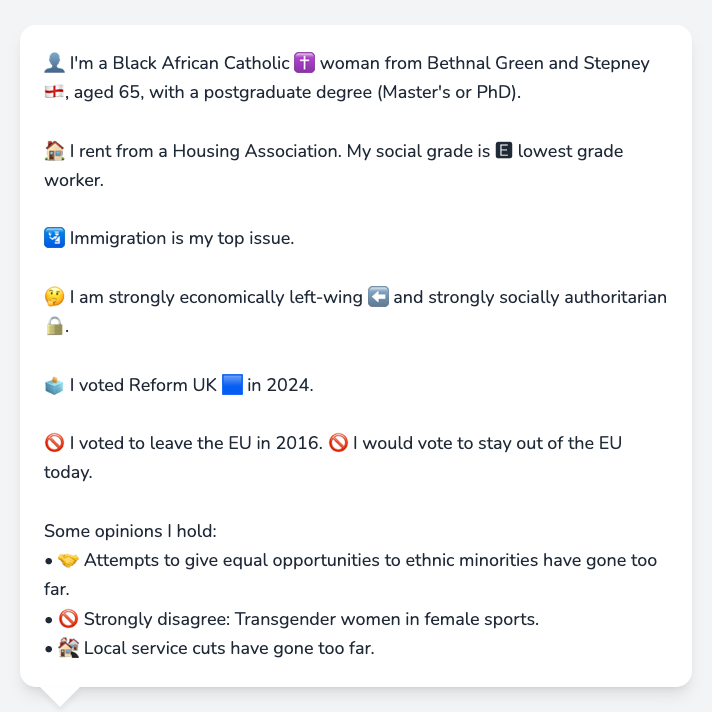 👤 I'm a Black African Catholic ✝️ woman from Bethnal Green and Stepney
🏴󠁧󠁢󠁥󠁮󠁧󠁿, aged 65, with a postgraduate degree (Master's or PhD).
🏠 I rent from a Housing Association. My social grade is 🅴 lowest grade
worker.
🛂 Immigration is my top issue.
🤔 I am strongly economically left-wing ⬅️ and strongly socially authoritarian
🔒.
🗳️ I voted Reform UK 🟦 in 2024.
🚫 I voted to leave the EU in 2016. 🚫 I would vote to stay out of the EU
today.
Some opinions I hold:
• 🤝 Attempts to give equal opportunities to ethnic minorities have gone too
far.
• 🚫 Strongly disagree: Transgender women in female sports.
• 🏚️ Local service cuts have gone too far.